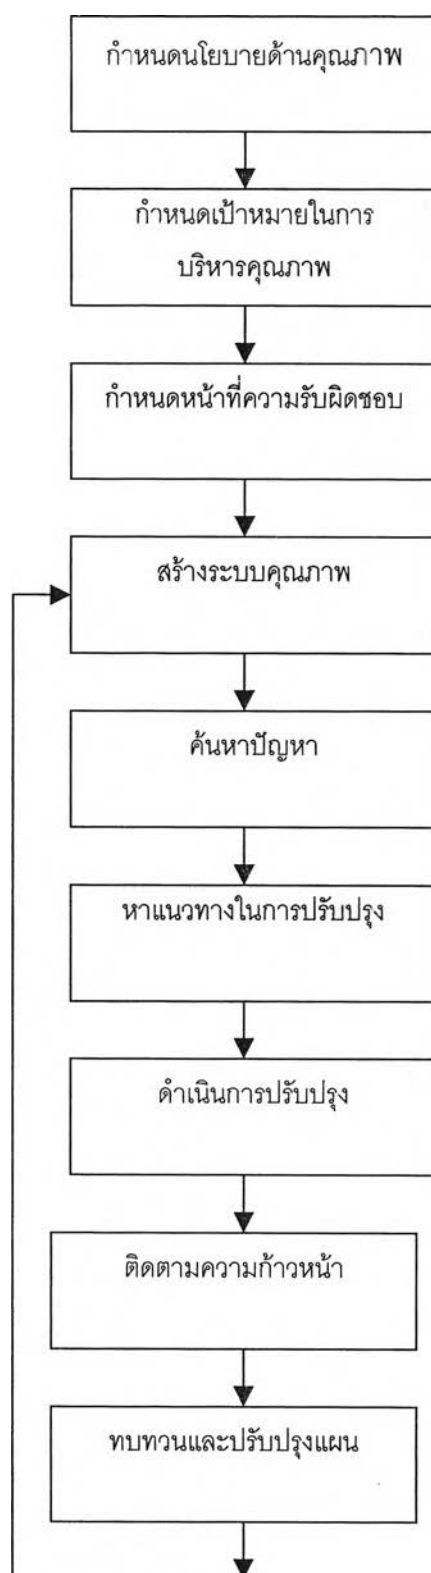 กำหนดนโยบายด้านคุณภาพ
กำหนดเป้าหมายในการ
บริหารคุณภาพ
กำหนดหน้าที่ความรับผิดชอบ
สร้างระบบคุณภาพ
ค้นหาปัญหา
หาแนวทางในการปรับปรุง
ดำเนินการปรับปรุง
ติดตามความก้าวหน้า
ทบทวนและปรับปรุงแผน